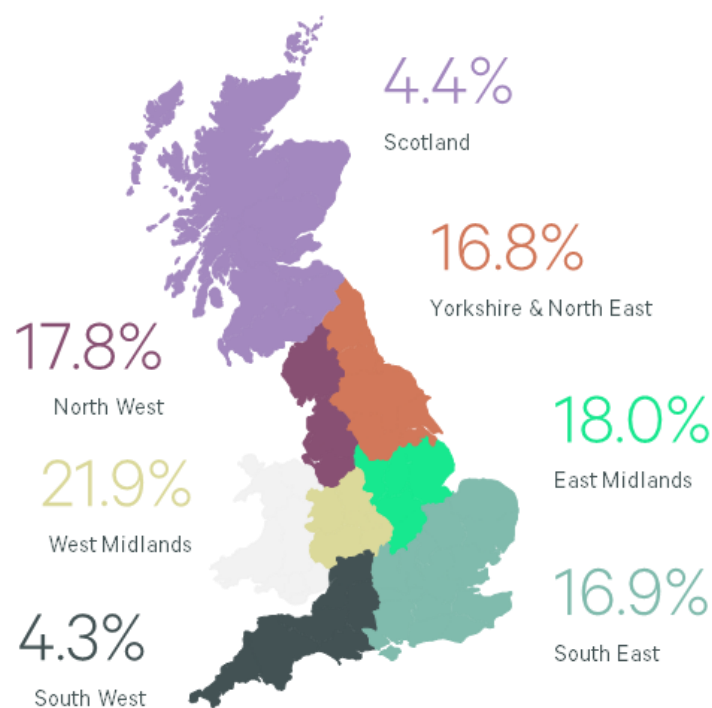 4.4%
Scotland
16.8%
Yorkshire & North East
17.8%
North West
18.0%
East Midlands
21.9%
West Midlands
16.9%
South East
4.3%
South West